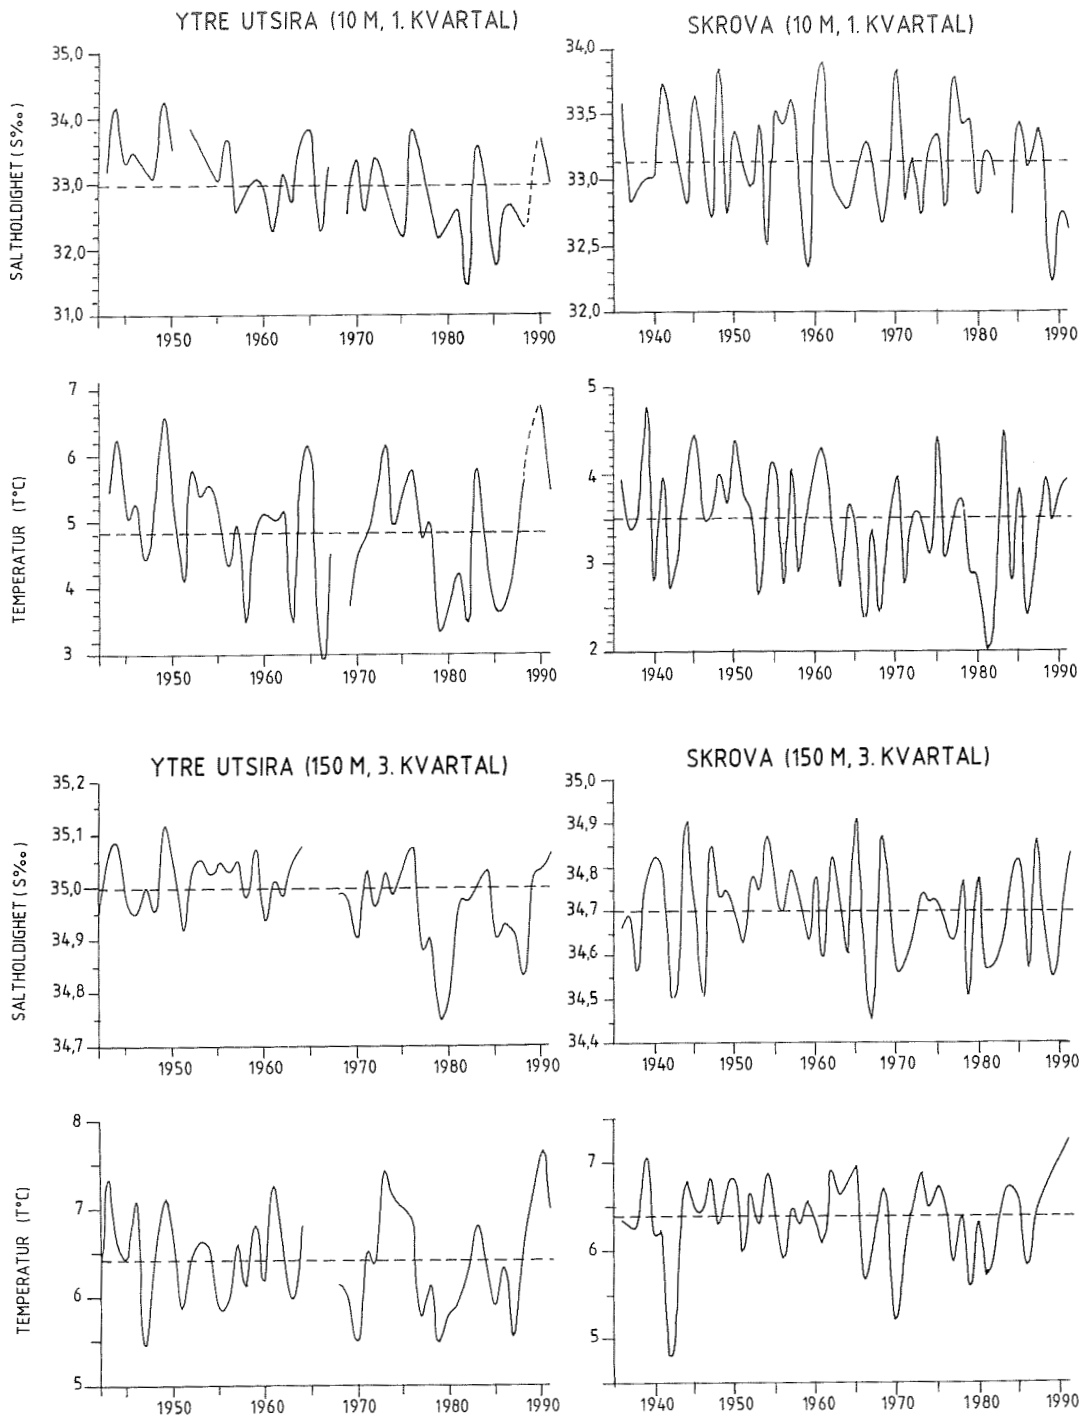 YTRE UTSIRA (10 M, 1. KVARTAL)
SALTHOLDIGHET (S‰)
35,0
34,0
33,0
32,0
31,0
1950 1960 1970 1980 1990
SKROVA (10 M, 1. KVARTAL)
34,0
33,5
33,0
32,5
32,0
1940 1950 1960 1970 1980 1990
TEMPERATUR (T°C)
7
6
5
4
3
1950 1960 1970 1980 1990
5
4
3
2
1940 1950 1960 1970 1980 1990
YTRE UTSIRA (150 M, 3. KVARTAL)
SALTHOLDIGHET (S‰)
35,2
35,1
35,0
34,9
34,8
34,7
1950 1960 1970 1980 1990
SKROVA (150 M, 3. KVARTAL)
35,0
34,9
34,8
34,7
34,6
34,5
34,4
1940 1950 1960 1970 1980 1990
TEMPERATUR (T°C)
8
7
6
5
1950 1960 1970 1980 1990
7
6
5
1940 1950 1960 1970 1980 1990